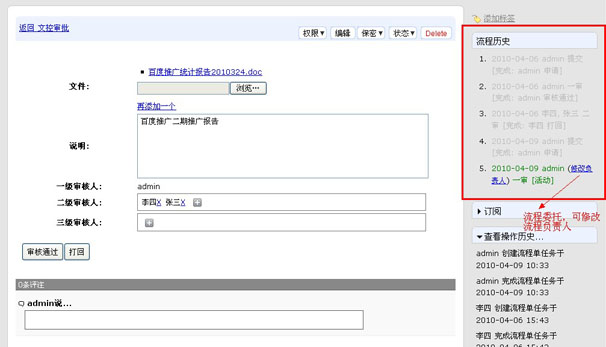 返回 文控审批
权限▼ 编辑 保密▼ 状态▼ Delete
文件:
百度推广统计报告2010324.doc
浏览…
再添加一个
说明:
百度推广二期推广报告
一级审核人: admin
二级审核人: 李四X 张三X
三级审核人:
审核通过 打回
0条评注
admin说...
添加标签
流程历史
1. 2010-04-06 admin 提交
[完成: admin 申请]
2. 2010-04-06 admin 一审
[完成: admin 审核通过]
3. 2010-04-06 李四, 张三 二
审 [完成: 李四 打回]
4. 2010-04-09 admin 提交
[完成: admin 申请]
5. 2010-04-09 admin (修改负
责人) 一审 [活动]
订阅
流程委托，可修改
流程负责人
查看操作历史...
admin 创建流程单任务于
2010-04-09 10:33
admin 完成流程单任务于
2010-04-09 10:33
李四 创建流程单任务于
2010-04-06 15:43
李四 完成流程单任务于
2010-04-06 15:43